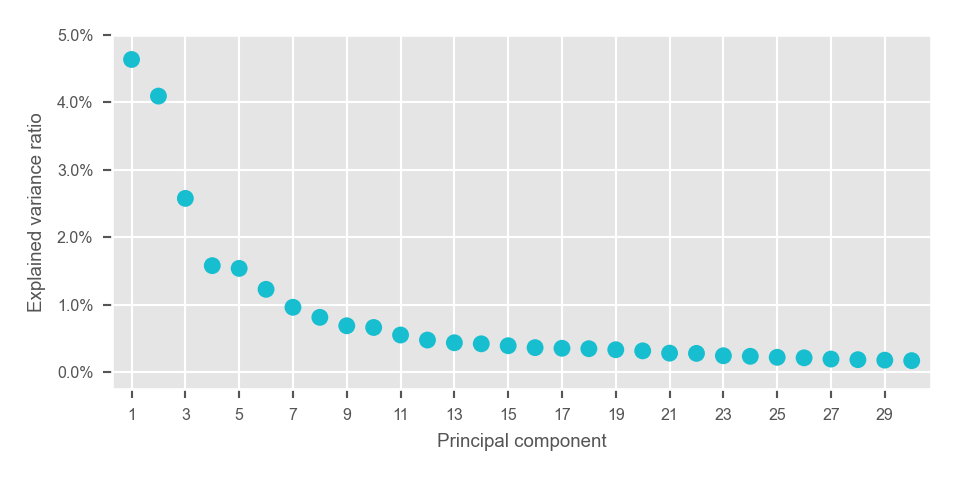 5.0%
4.0%
3.0%
2.0%
1.0%
0.0%
Explained variance ratio
1 3 5 7 9 11 13 15 17 19 21 23 25 27 29
Principal component